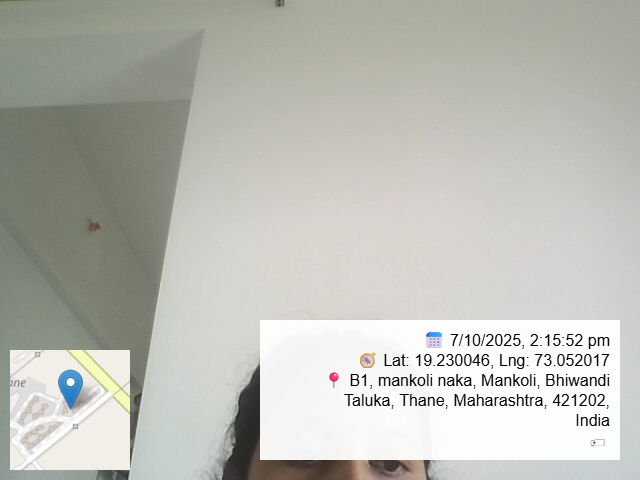 7/10/2025, 2:15:52 pm
Lat: 19.230046, Lng: 73.052017
B1, mankoli naka, Mankoli, Bhiwandi
Taluka, Thane, Maharashtra, 421202,
India
ane